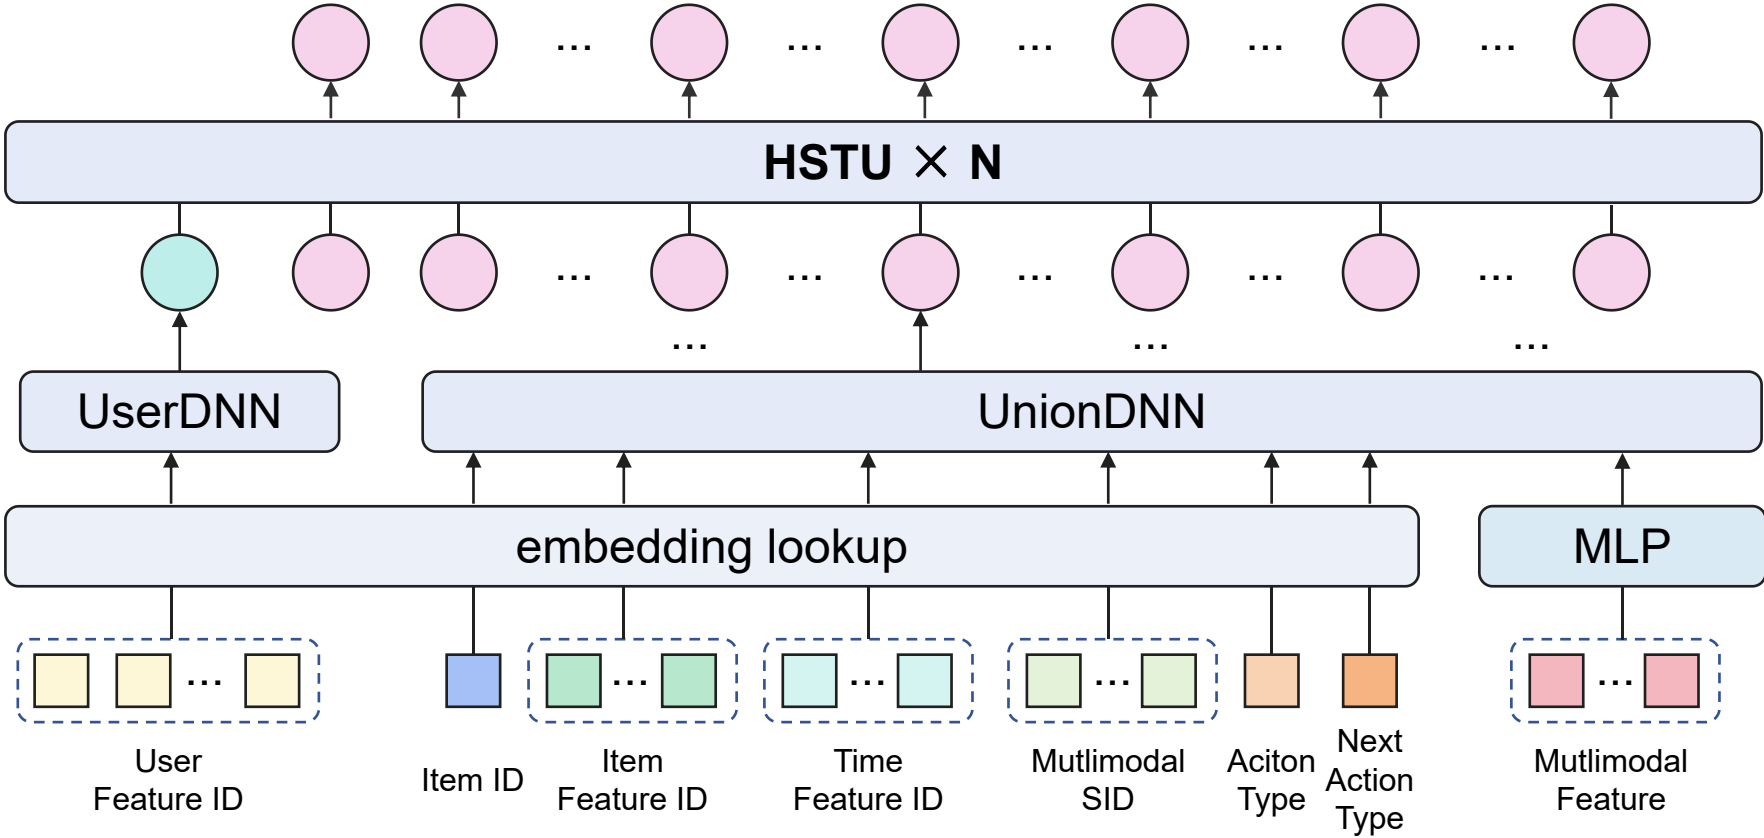 HSTU × N
UserDNN
UnionDNN
embedding lookup
MLP
User
Feature ID
Item ID
Item
Feature ID
Time
Feature ID
Mutlimodal
SID
Aciton
Type
Next
Action
Type
Mutlimodal
Feature